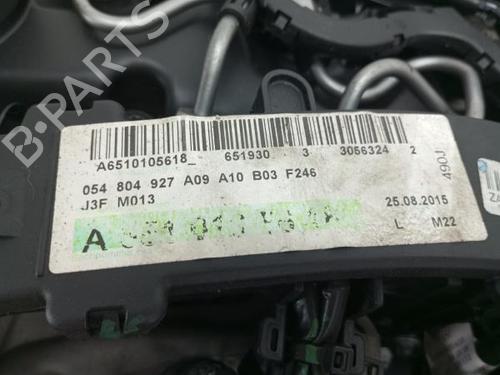 A6510105618_ 651930 3 3056324 2
054 804 927 A09 A10 B03 F246
J3F M013 25.08.2015
A L M22
490J
B-PARTS